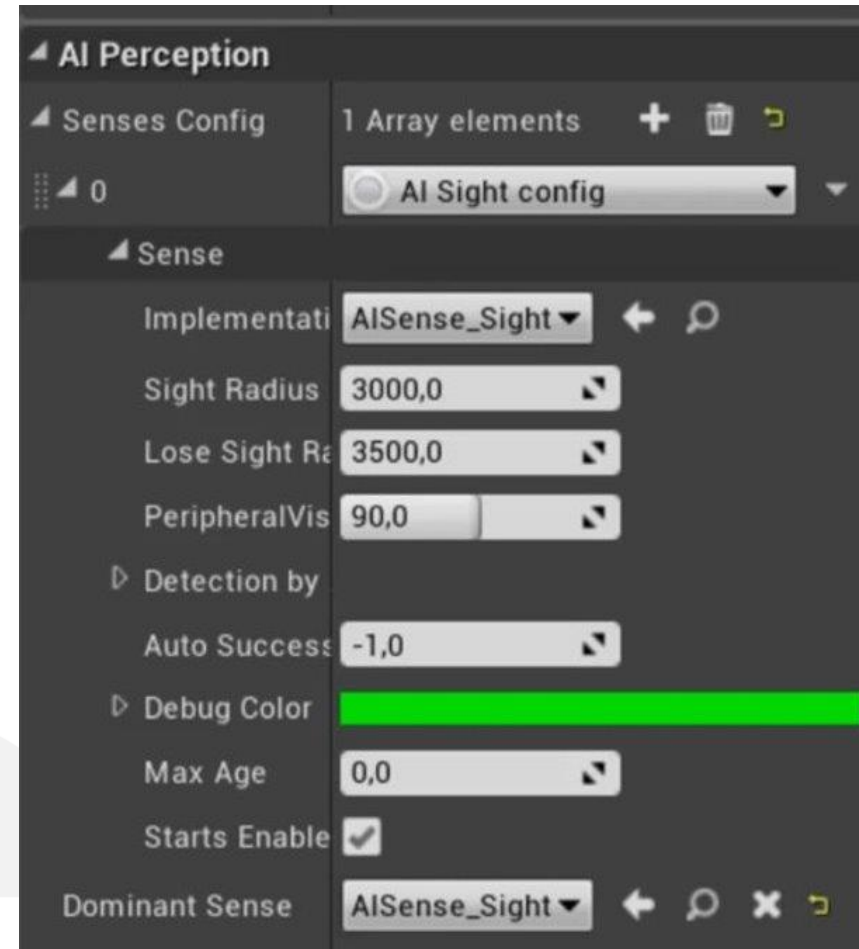 AI Perception
Senses Config 1 Array elements
0 AI Sight config
Sense
Implementati AISense_Sight
Sight Radius 3000,0
Lose Sight Ra 3500,0
PeripheralVis 90,0
Detection by
Auto Success -1,0
Debug Color
Max Age 0,0
Starts Enable
Dominant Sense AISense_Sight